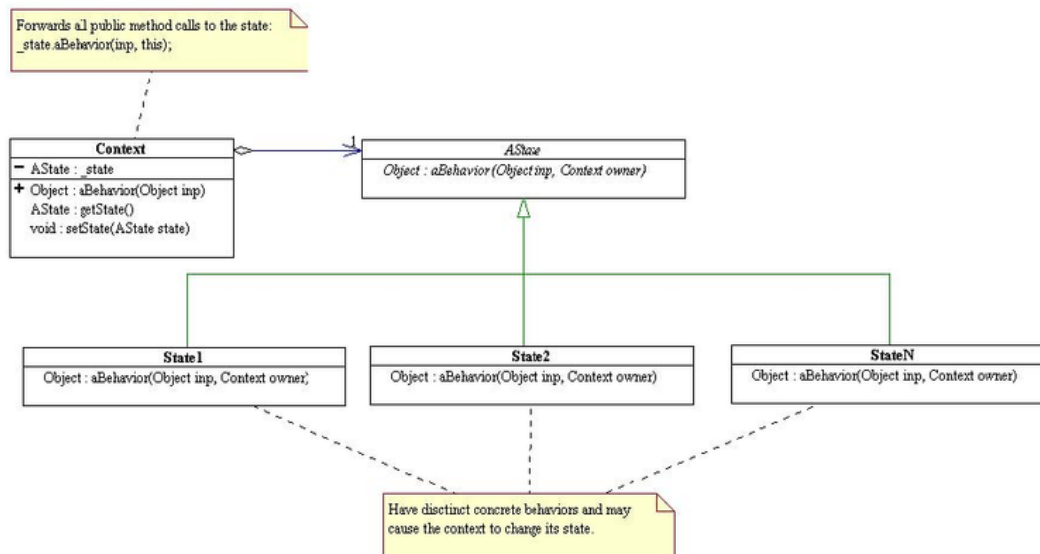 Forwards all public method calls to the state:
_state.aBehavior(inp, this);
Context
– AState : _state
+ Object : aBehavior(Object inp)
AState : getState()
void : setState(AState state)
1
AState
Object : aBehavior(Object inp, Context owner)
State1
Object : aBehavior(Object inp, Context owner)
State2
Object : aBehavior(Object inp, Context owner)
StateN
Object : aBehavior(Object inp, Context owner)
Have disctinct concrete behaviors and may
cause the context to change its state.